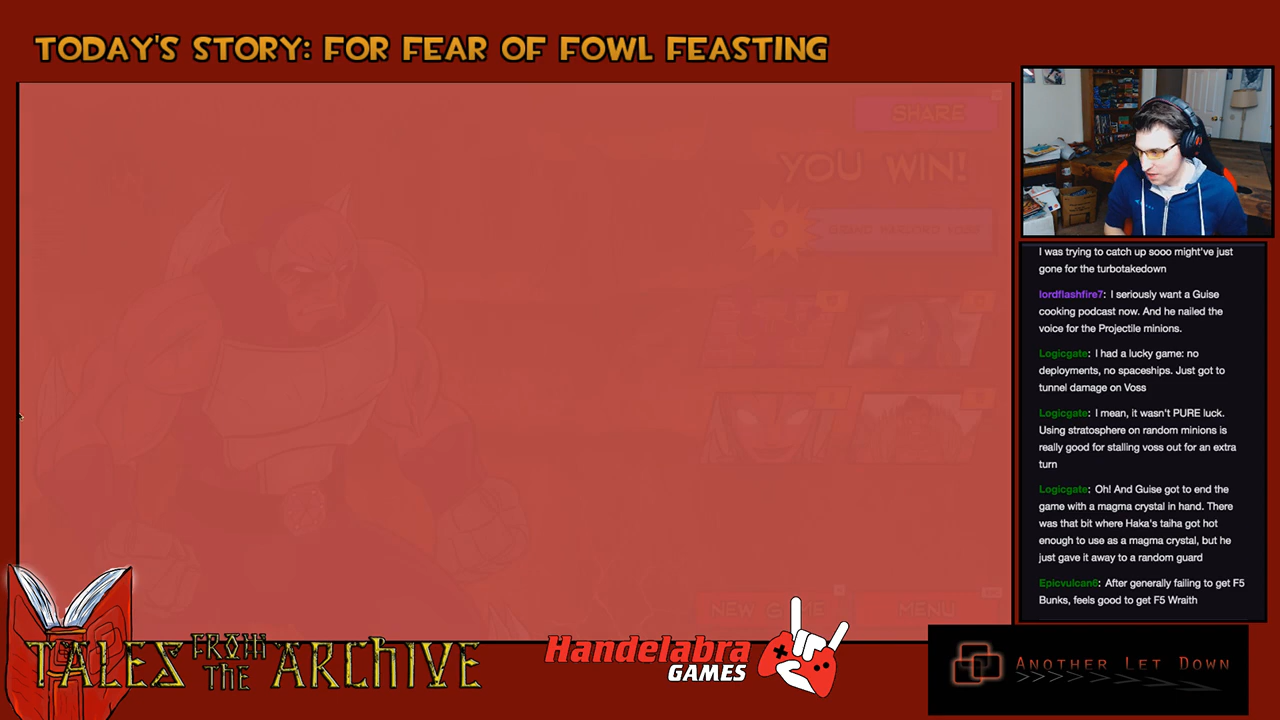 TODAY'S STORY: FOR FEAR OF FOWL FEASTING
SHARE
YOU WIN!
NEW GAME
MENU
I was trying to catch up sooo might've just
gone for the turbotakedown
lordflashfire7: I seriously want a Guise
cooking podcast now. And he nailed the
voice for the Projectile minions.
Logicgate: I had a lucky game: no
deployments, no spaceships. Just got to
tunnel damage on Voss
Logicgate: I mean, it wasn't PURE luck.
Using stratosphere on random minions is
really good for stalling voss out for an extra
turn
Logicgate: Oh! And Guise got to end the
game with a magma crystal in hand. There
was that bit where Haka's taiha got hot
enough to use as a magma crystal, but he
just gave it away to a random guard
Epicvulcan6: After generally failing to get F5
Bunks, feels good to get F5 Wraith
TALES FROM THE ARCHIVE
Handelabra
GAMES
ANOTHER LET DOWN